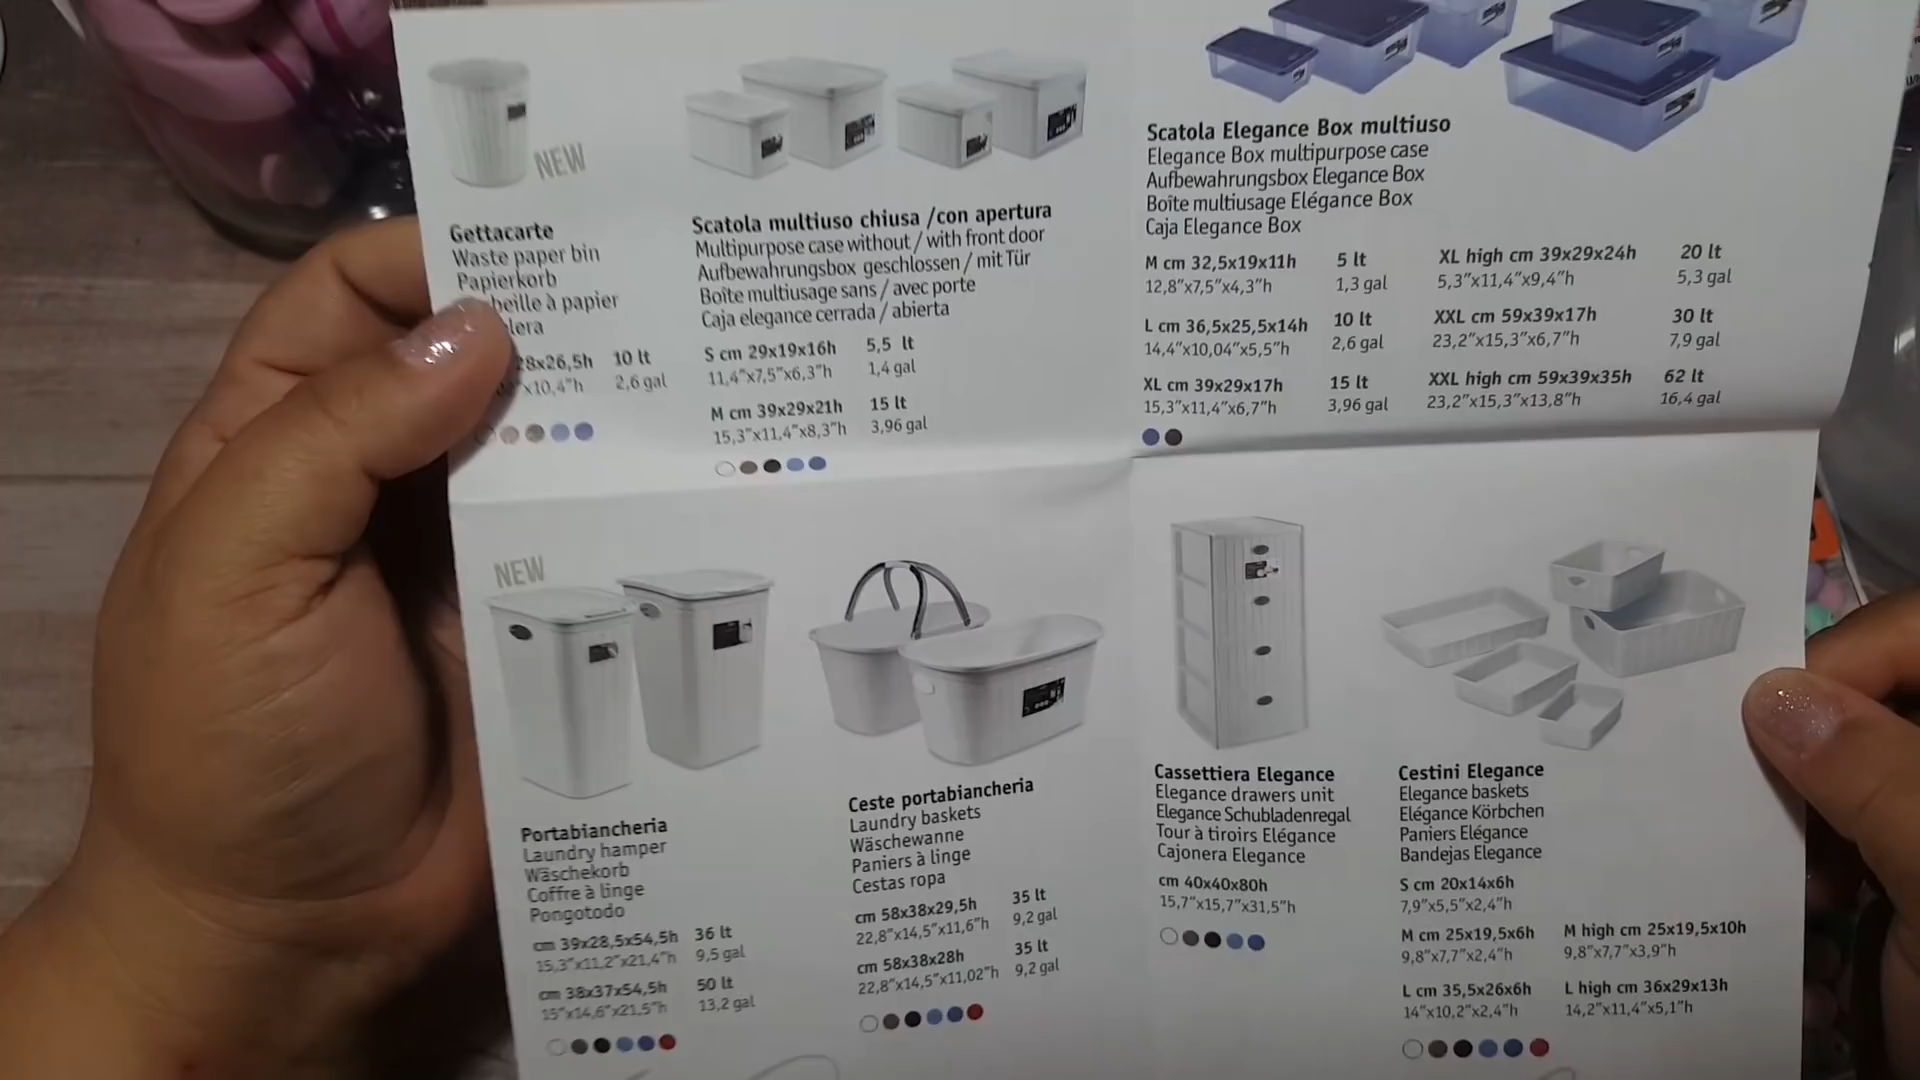 NEW
Gettacarte
Waste paper bin
Papierkorb
beille à papier
lera
28x26,5h 10 lt
x10,4"h 2,6 gal
Scatola multiuso chiusa /con apertura
Multipurpose case without / with front door
Aufbewahrungsbox geschlossen / mit Tür
Boîte multiusage sans / avec porte
Caja elegance cerrada / abierta
S cm 29x19x16h 5,5 lt
11,4"x7,5"x6,3"h 1,4 gal
M cm 39x29x21h 15 lt
15,3"x11,4"x8,3"h 3,96 gal
Scatola Elegance Box multiuso
Elegance Box multipurpose case
Aufbewahrungsbox Elegance Box
Boîte multiusage Elégance Box
Caja Elegance Box
M cm 32,5x19x11h 5 lt
12,8"x7,5"x4,3"h 1,3 gal
L cm 36,5x25,5x14h 10 lt
14,4"x10,04"x5,5"h 2,6 gal
XL cm 39x29x17h 15 lt
15,3"x11,4"x6,7"h 3,96 gal
XL high cm 39x29x24h 20 lt
5,3"x11,4"x9,4"h 5,3 gal
XXL cm 59x39x17h 30 lt
23,2"x15,3"x6,7"h 7,9 gal
XXL high cm 59x39x35h 62 lt
23,2"x15,3"x13,8"h 16,4 gal
NEW
Portabiancheria
Laundry hamper
Wäschekorb
Coffre à linge
Pongotodo
cm 39x28,5x54,5h 36 lt
15,3"x11,2"x21,4"h 9,5 gal
cm 38x37x54,5h 50 lt
15"x14,6"x21,5"h 13,2 gal
Ceste portabiancheria
Laundry baskets
Wäschewanne
Paniers à linge
Cestas ropa
cm 58x38x29,5h 35 lt
22,8"x14,5"x11,6"h 9,2 gal
cm 58x38x28h 35 lt
22,8"x14,5"x11,02"h 9,2 gal
Cassettiera Elegance
Elegance drawers unit
Elegance Schubladenregal
Tour à tiroirs Elégance
Cajonera Elegance
cm 40x40x80h
15,7"x15,7"x31,5"h
Cestini Elegance
Elegance baskets
Elégance Körbchen
Paniers Elégance
Bandejas Elegance
S cm 20x14x6h
7,9"x5,5"x2,4"h
M cm 25x19,5x6h
9,8"x7,7"x2,4"h
L cm 35,5x26x6h
14"x10,2"x2,4"h
M high cm 25x19,5x10h
9,8"x7,7"x3,9"h
L high cm 36x29x13h
14,2"x11,4"x5,1"h